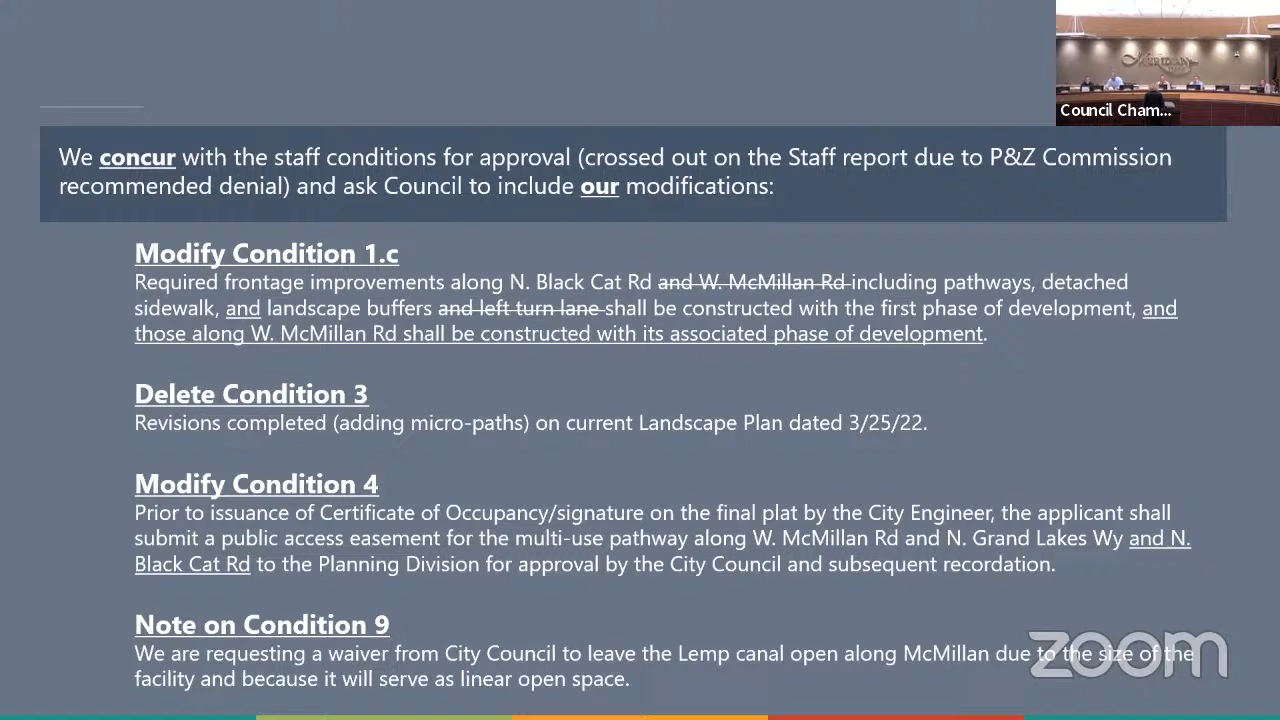 MERIDIAN
Council Cham...
We concur with the staff conditions for approval (crossed out on the Staff report due to P&Z Commission
recommended denial) and ask Council to include our modifications:
Modify Condition 1.c
Required frontage improvements along N. Black Cat Rd and W. McMillan Rd including pathways, detached
sidewalk, and landscape buffers and left turn lane shall be constructed with the first phase of development, and
those along W. McMillan Rd shall be constructed with its associated phase of development.
Delete Condition 3
Revisions completed (adding micro-paths) on current Landscape Plan dated 3/25/22.
Modify Condition 4
Prior to issuance of Certificate of Occupancy/signature on the final plat by the City Engineer, the applicant shall
submit a public access easement for the multi-use pathway along W. McMillan Rd and N. Grand Lakes Wy and N.
Black Cat Rd to the Planning Division for approval by the City Council and subsequent recordation.
Note on Condition 9
We are requesting a waiver from City Council to leave the Lemp canal open along McMillan due to the size of the
facility and because it will serve as linear open space.
zoom